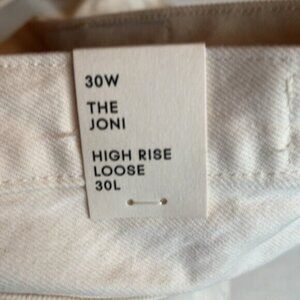 30W
THE
JONI
HIGH RISE
LOOSE
30L